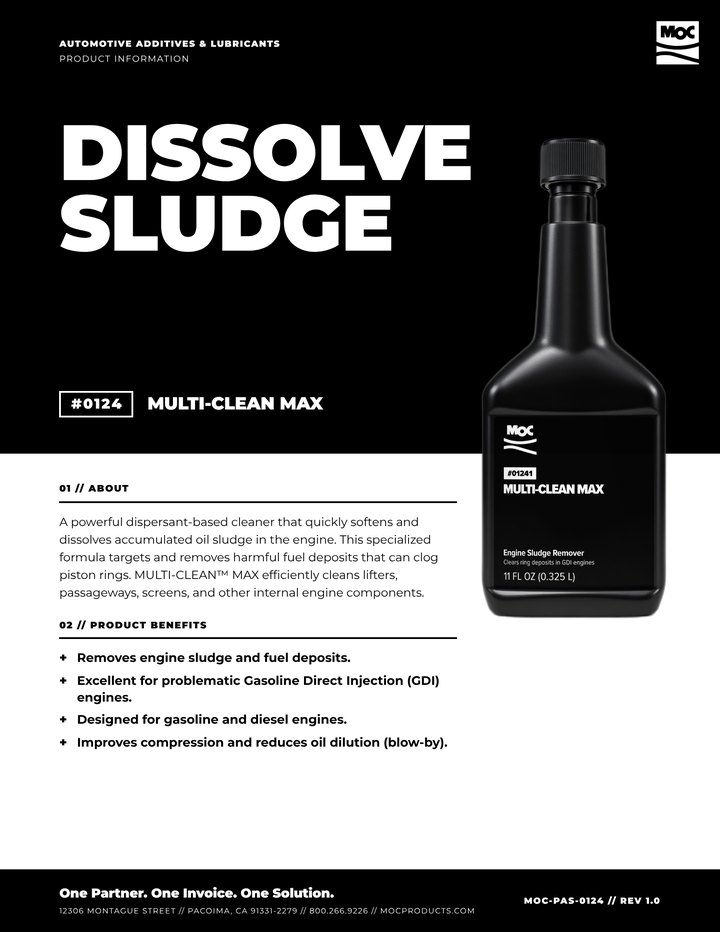 AUTOMOTIVE ADDITIVES & LUBRICANTS
PRODUCT INFORMATION
MOC
DISSOLVE
SLUDGE
#0124
MULTI-CLEAN MAX
MOC
#01241
MULTI-CLEAN MAX
Engine Sludge Remover
Clears ring deposits in GDI engines
11 FL OZ (0.325 L)
01 // ABOUT
A powerful dispersant-based cleaner that quickly softens and
dissolves accumulated oil sludge in the engine. This specialized
formula targets and removes harmful fuel deposits that can clog
piston rings. MULTI-CLEAN™ MAX efficiently cleans lifters,
passageways, screens, and other internal engine components.
02 // PRODUCT BENEFITS
+ Removes engine sludge and fuel deposits.
+ Excellent for problematic Gasoline Direct Injection (GDI)
engines.
+ Designed for gasoline and diesel engines.
+ Improves compression and reduces oil dilution (blow-by).
One Partner. One Invoice. One Solution.
12306 MONTAGUE STREET // PACOIMA, CA 91331-2279 // 800.266.9226 // MOCPRODUCTS.COM
MOC-PAS-0124 // REV 1.0